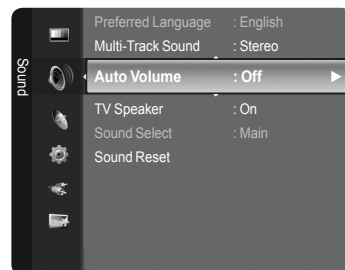 Sound
Preferred Language : English
Multi-Track Sound : Stereo
Auto Volume : Off
TV Speaker : On
Sound Select : Main
Sound Reset